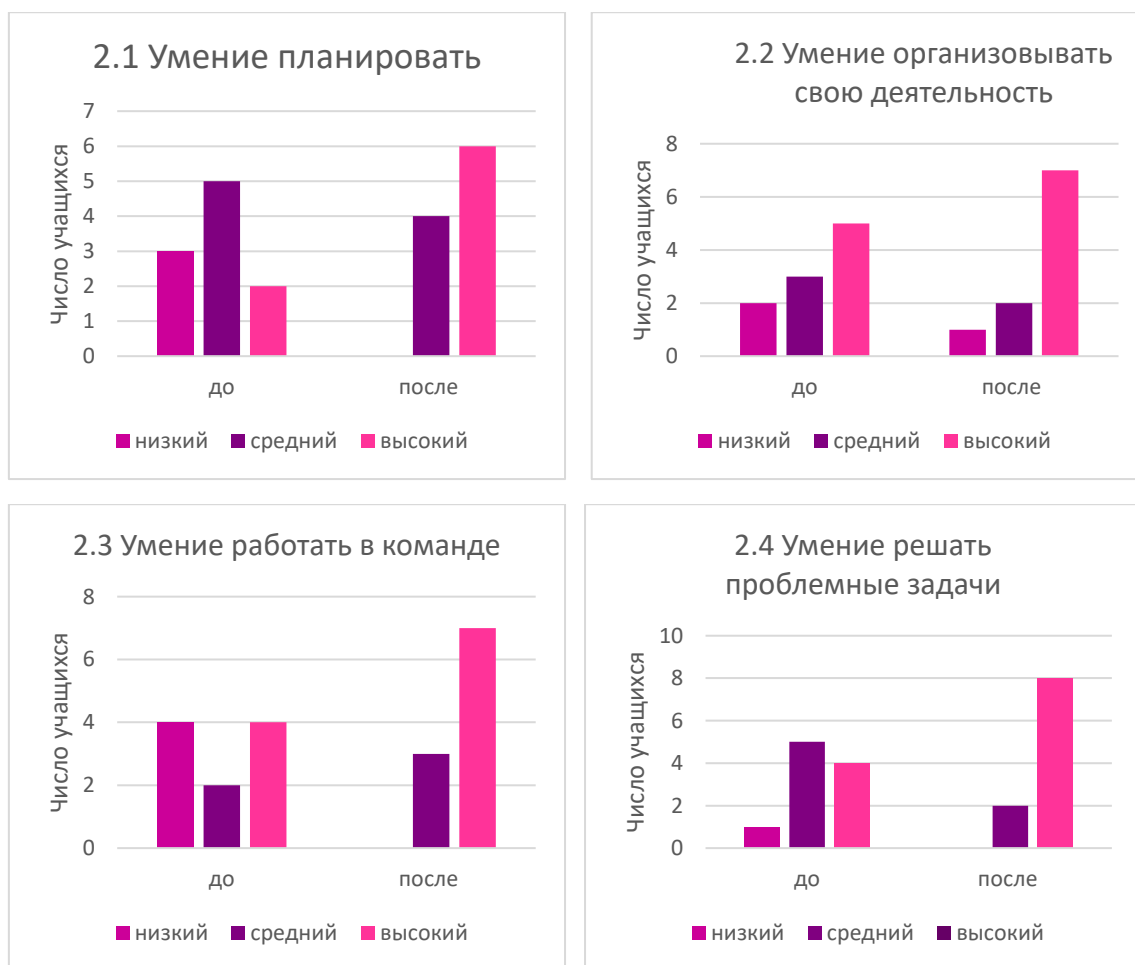 2.1 Умение планировать
Число учащихся
7
6
5
4
3
2
1
0
до после
низкий средний высокий
2.2 Умение организовывать
свою деятельность
Число учащихся
8
6
4
2
0
до после
низкий средний высокий
2.3 Умение работать в команде
Число учащихся
8
6
4
2
0
до после
низкий средний высокий
2.4 Умение решать
проблемные задачи
Число учащихся
10
8
6
4
2
0
до после
низкий средний высокий